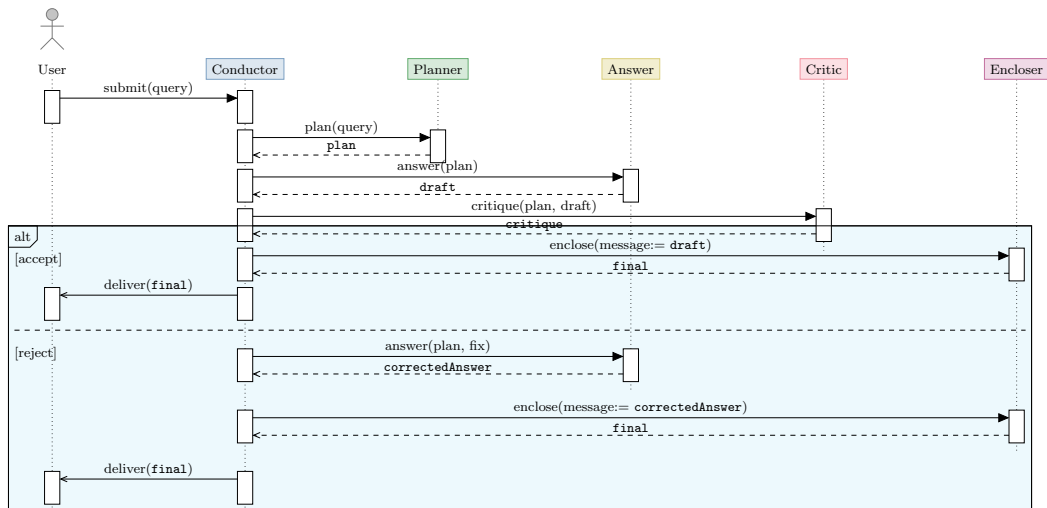 User
Conductor
Planner
Answer
Critic
Encloser
submit(query)
plan(query)
plan
answer(plan)
draft
critique(plan, draft)
critique
alt
enclose(message:= draft)
[accept]
final
deliver(final)
[reject]
answer(plan, fix)
correctedAnswer
enclose(message:= correctedAnswer)
final
deliver(final)